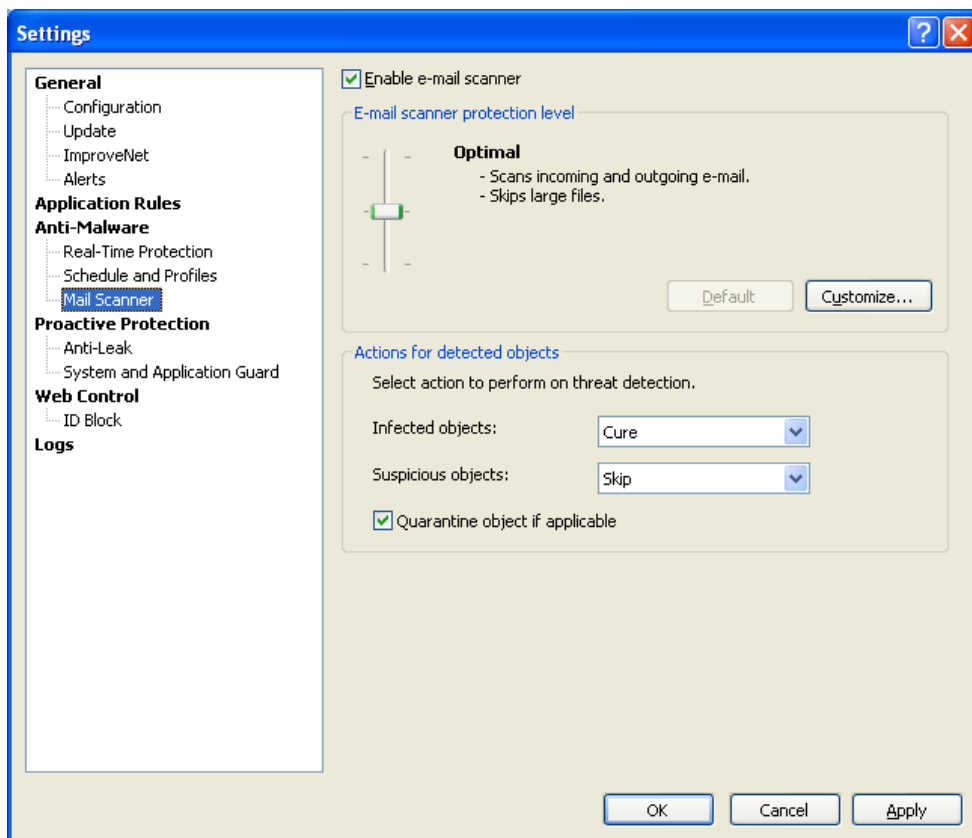 Settings
General
Configuration
Update
ImproveNet
Alerts
Application Rules
Anti-Malware
Real-Time Protection
Schedule and Profiles
Mail Scanner
Proactive Protection
Anti-Leak
System and Application Guard
Web Control
ID Block
Logs
Enable e-mail scanner
E-mail scanner protection level
Optimal
- Scans incoming and outgoing e-mail.
- Skips large files.
Default Customize...
Actions for detected objects
Select action to perform on threat detection.
Infected objects: Cure
Suspicious objects: Skip
Quarantine object if applicable
OK Cancel Apply